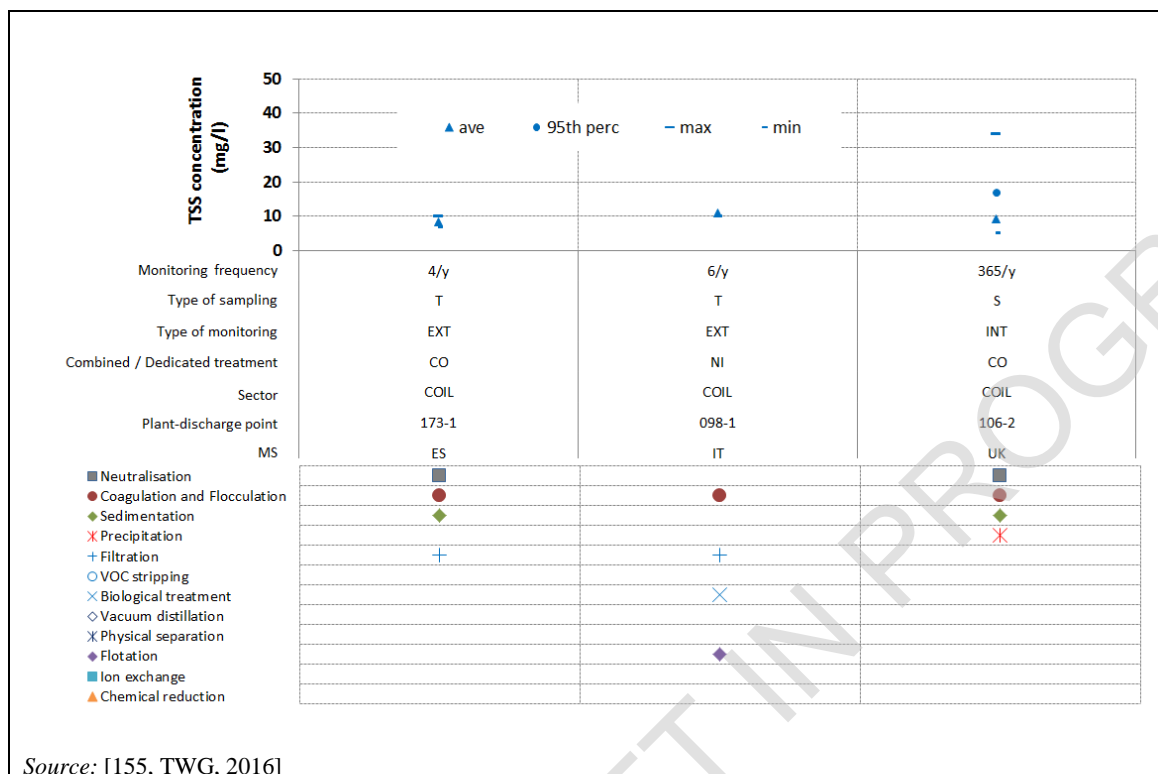 50
40
30
20
10
0
TSS concentration
(mg/l)
ave 95th perc max min
Monitoring frequency 4/y 6/y 365/y
Type of sampling T T S
Type of monitoring EXT EXT INT
Combined / Dedicated treatment CO NI CO
Sector COIL COIL COIL
Plant-discharge point 173-1 098-1 106-2
MS ES IT UK
Neutralisation
Coagulation and Flocculation
Sedimentation
Precipitation
Filtration
VOC stripping
Biological treatment
Vacuum distillation
Physical separation
Flotation
Ion exchange
Chemical reduction
Source: [155, TWG, 2016]
IN PROGR